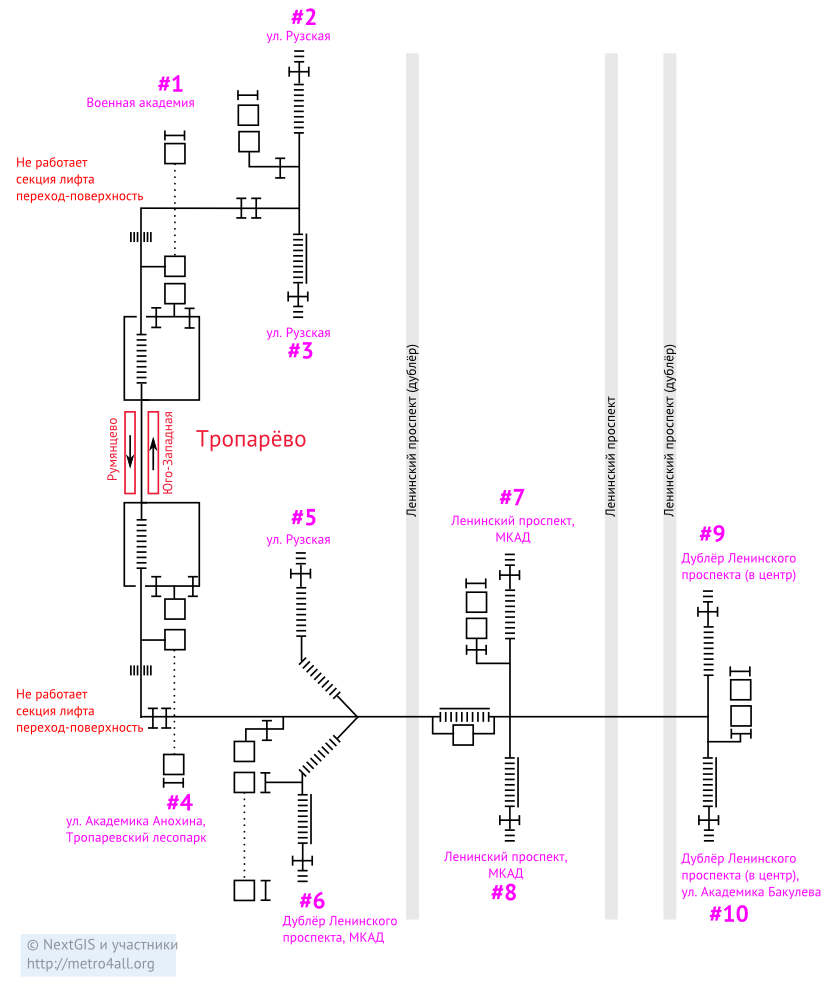 #2
ул. Рузская
#1
Военная академия
Не работает
секция лифта
переход-поверхность
ул. Рузская
#3
Ленинский проспект (дублёр)
Ленинский проспект
Ленинский проспект (дублёр)
Румянцево
Юго-Западная
Тропарёво
#5
ул. Рузская
#7
Ленинский проспект,
МКАД
#9
Дублёр Ленинского
проспекта (в центр)
Не работает
секция лифта
переход-поверхность
#4
ул. Академика Анохина,
Тропаревский лесопарк
#6
Дублёр Ленинского
проспекта, МКАД
Ленинский проспект,
МКАД
#8
Дублёр Ленинского
проспекта (в центр),
ул. Академика Бакулева
#10
© NextGIS и участники
http://metro4all.org